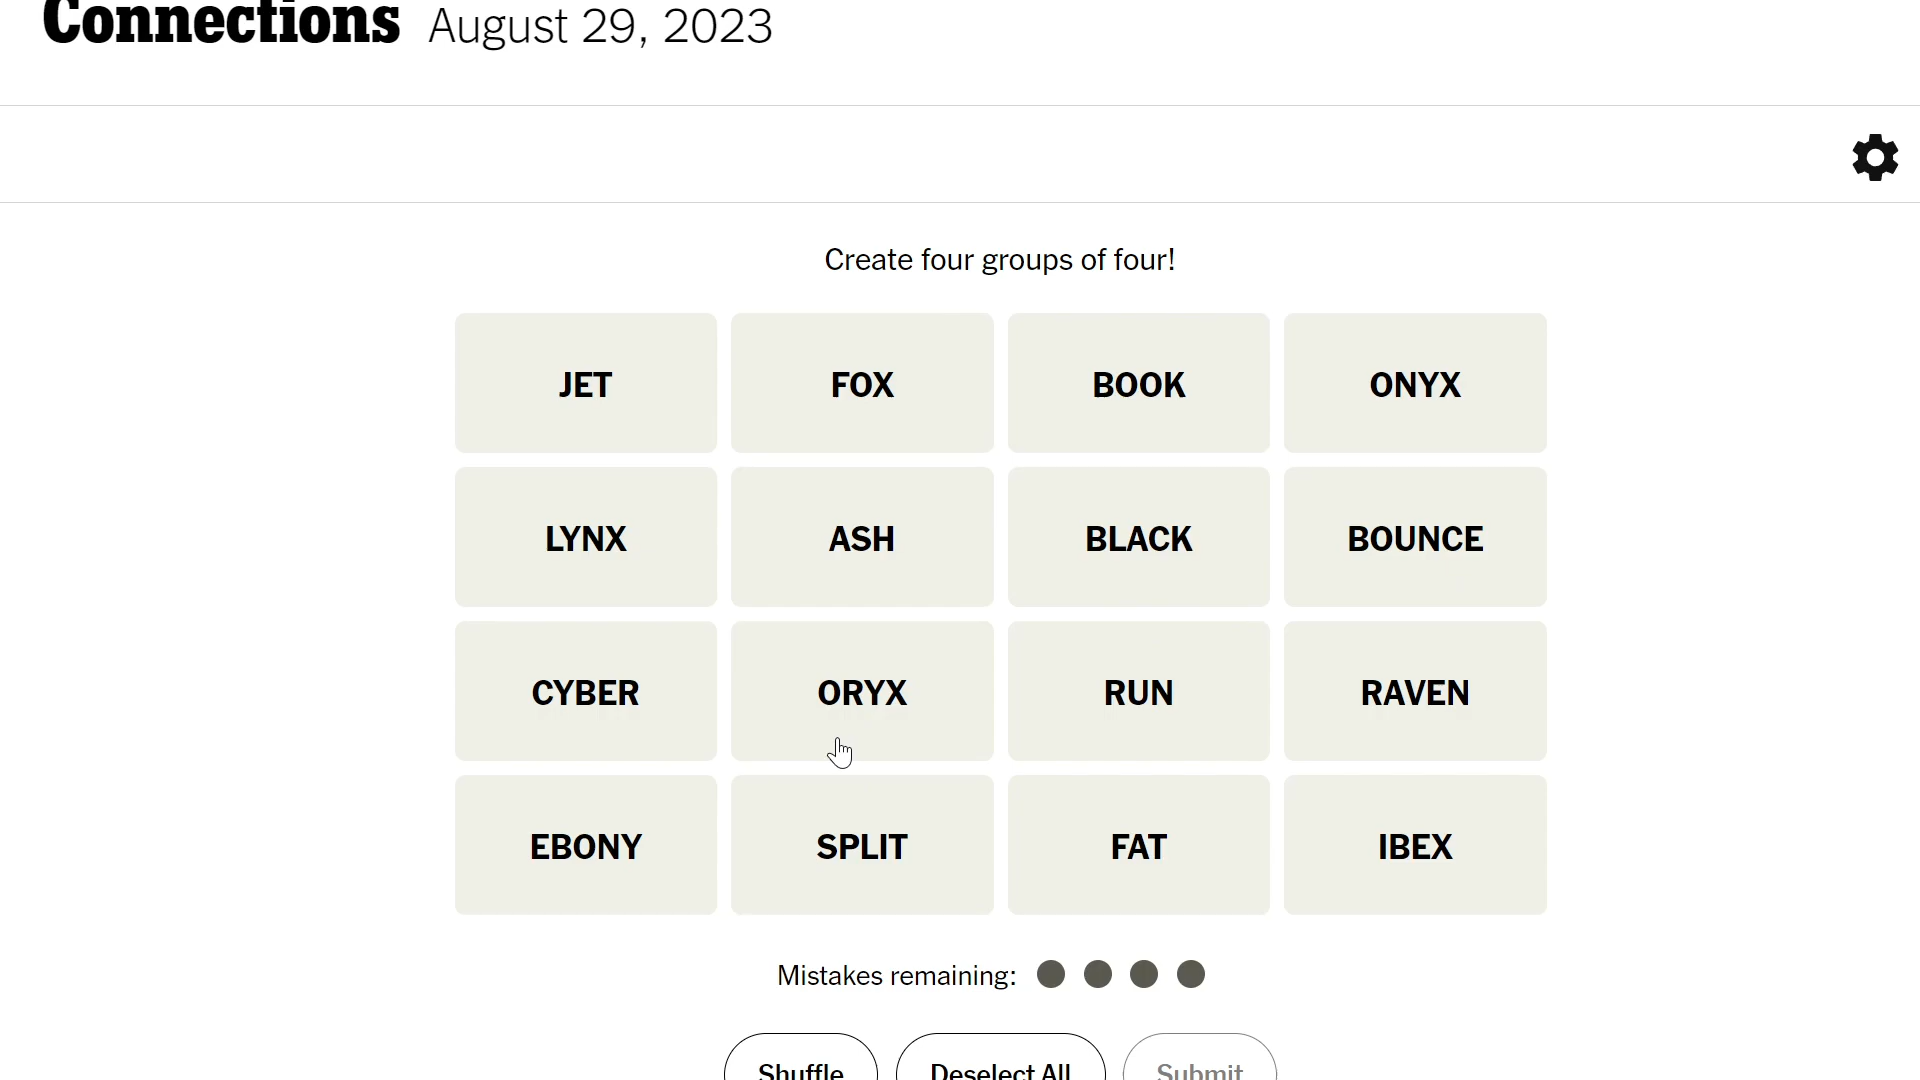 Connections August 29, 2023
Create four groups of four!
JET FOX BOOK ONYX
LYNX ASH BLACK BOUNCE
CYBER ORYX RUN RAVEN
EBONY SPLIT FAT IBEX
Mistakes remaining:
Shuffle Deselect All Submit